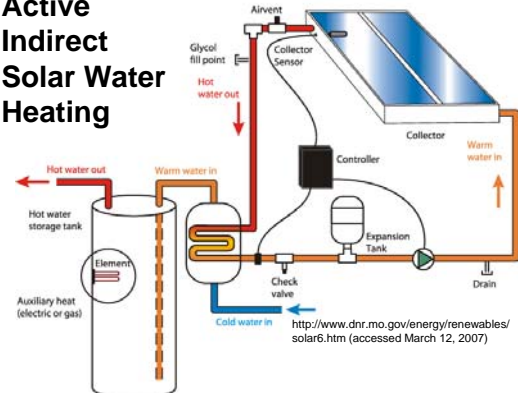 Active
Indirect
Solar Water
Heating
Airvent
Glycol
fill point
Collector
Sensor
Hot
water out
Collector
Warm
water in
Controller
Hot water out
Warm water in
Hot water
storage tank
Expansion
Tank
Element
Check
valve
Drain
Auxiliary heat
(electric or gas)
Cold water in
http://www.dnr.mo.gov/energy/renewables/
solar6.htm (accessed March 12, 2007)